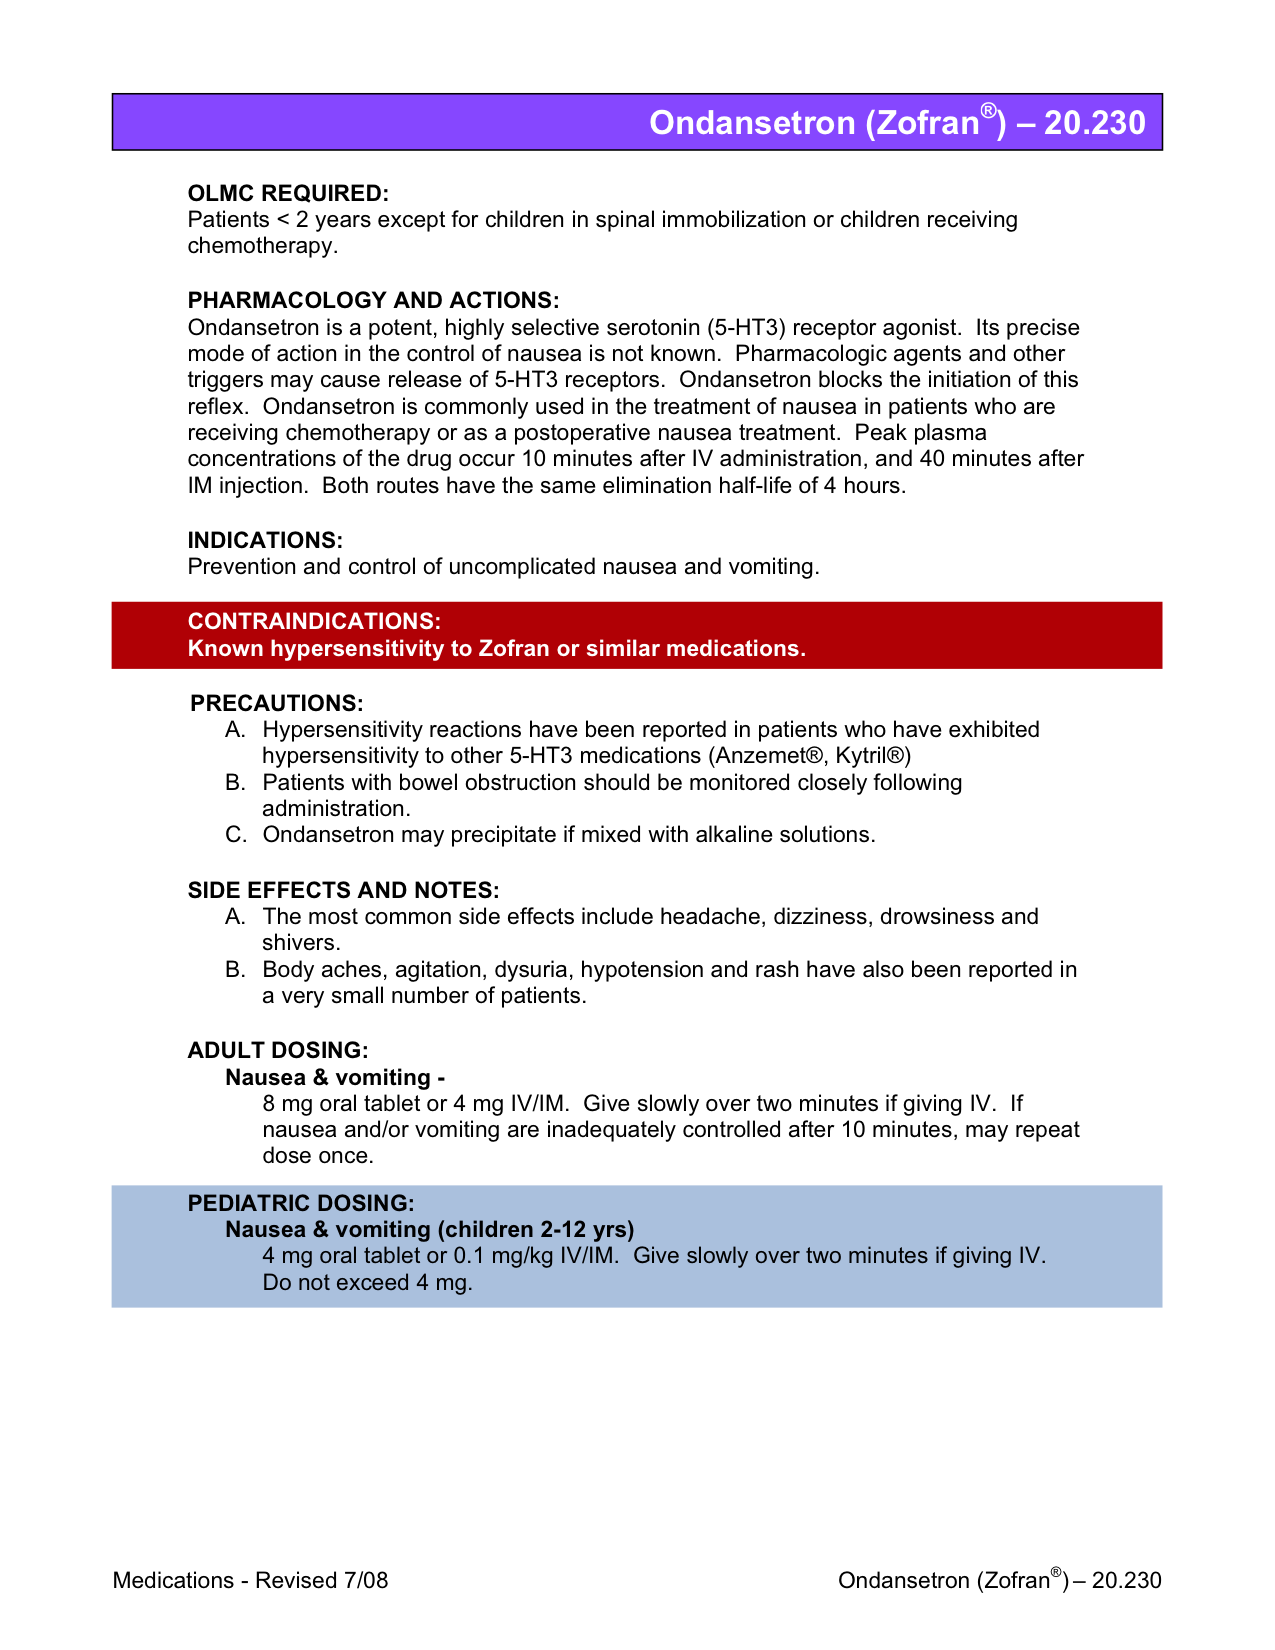 Ondansetron (Zofran®) – 20.230
OLMC REQUIRED:
Patients < 2 years except for children in spinal immobilization or children receiving
chemotherapy.
PHARMACOLOGY AND ACTIONS:
Ondansetron is a potent, highly selective serotonin (5-HT3) receptor agonist.  Its precise
mode of action in the control of nausea is not known.  Pharmacologic agents and other
triggers may cause release of 5-HT3 receptors.  Ondansetron blocks the initiation of this
reflex.  Ondansetron is commonly used in the treatment of nausea in patients who are
receiving chemotherapy or as a postoperative nausea treatment.  Peak plasma
concentrations of the drug occur 10 minutes after IV administration, and 40 minutes after
IM injection.  Both routes have the same elimination half-life of 4 hours.
INDICATIONS:
Prevention and control of uncomplicated nausea and vomiting.
CONTRAINDICATIONS:
Known hypersensitivity to Zofran or similar medications.
PRECAUTIONS:
A. Hypersensitivity reactions have been reported in patients who have exhibited
hypersensitivity to other 5-HT3 medications (Anzemet®, Kytril®)
B. Patients with bowel obstruction should be monitored closely following
administration.
C. Ondansetron may precipitate if mixed with alkaline solutions.
SIDE EFFECTS AND NOTES:
A. The most common side effects include headache, dizziness, drowsiness and
shivers.
B. Body aches, agitation, dysuria, hypotension and rash have also been reported in
a very small number of patients.
ADULT DOSING:
Nausea & vomiting -
8 mg oral tablet or 4 mg IV/IM.  Give slowly over two minutes if giving IV.  If
nausea and/or vomiting are inadequately controlled after 10 minutes, may repeat
dose once.
PEDIATRIC DOSING:
Nausea & vomiting (children 2-12 yrs)
4 mg oral tablet or 0.1 mg/kg IV/IM.  Give slowly over two minutes if giving IV.
Do not exceed 4 mg.
Medications - Revised 7/08
Ondansetron (Zofran®) – 20.230